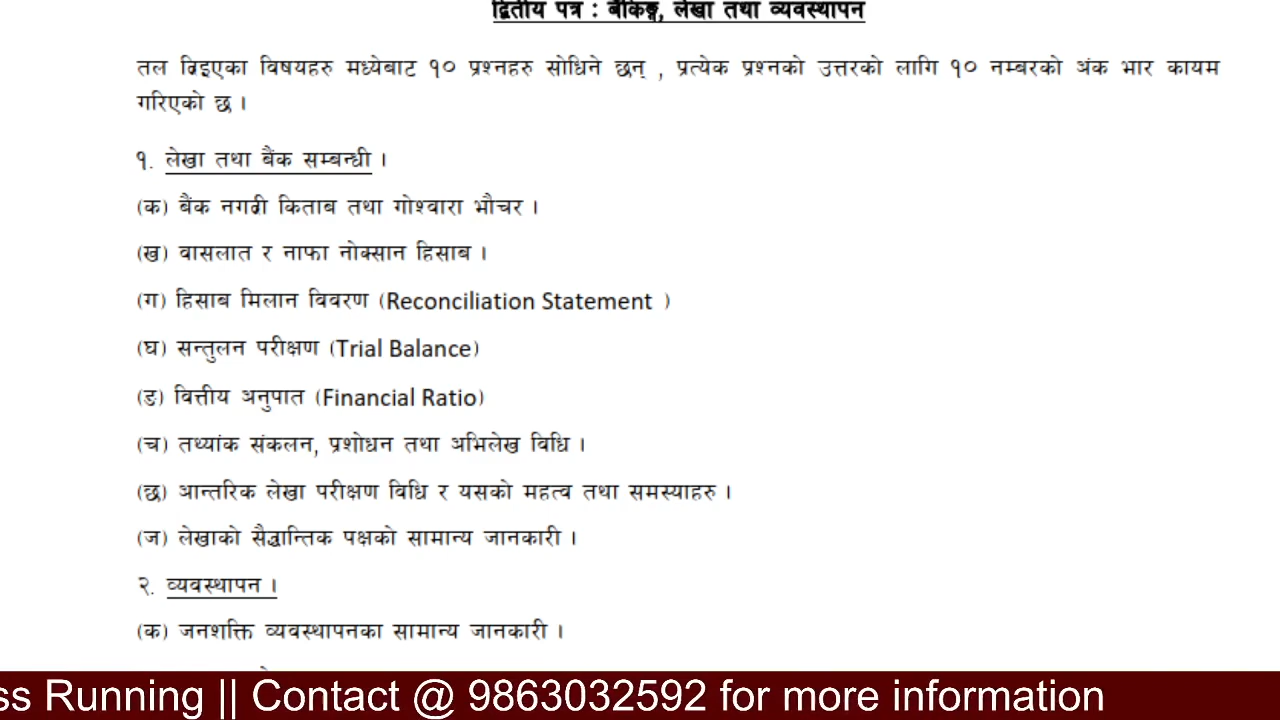 द्वितीय पत्र : बैंकिङ्ग, लेखा तथा व्यवस्थापन
तल दिइएका विषयहरु मध्येबाट १० प्रश्नहरु सोधिने छन् , प्रत्येक प्रश्नको उत्तरको लागि १० नम्बरको अंक भार कायम
गरिएको छ ।
१. लेखा तथा बैंक सम्बन्धी ।
(क) बैंक नगदी किताब तथा गोश्वारा भौचर ।
(ख) वासलात र नाफा नोक्सान हिसाब ।
(ग) हिसाब मिलान विवरण (Reconciliation Statement )
(घ) सन्तुलन परीक्षण (Trial Balance)
(ङ) वित्तीय अनुपात (Financial Ratio)
(च) तथ्यांक संकलन, प्रशोधन तथा अभिलेख विधि ।
(छ) आन्तरिक लेखा परीक्षण विधि र यसको महत्व तथा समस्याहरु ।
(ज) लेखाको सैद्धान्तिक पक्षको सामान्य जानकारी ।
२. व्यवस्थापन ।
(क) जनशक्ति व्यवस्थापनका सामान्य जानकारी ।
ss Running || Contact @ 9863032592 for more information